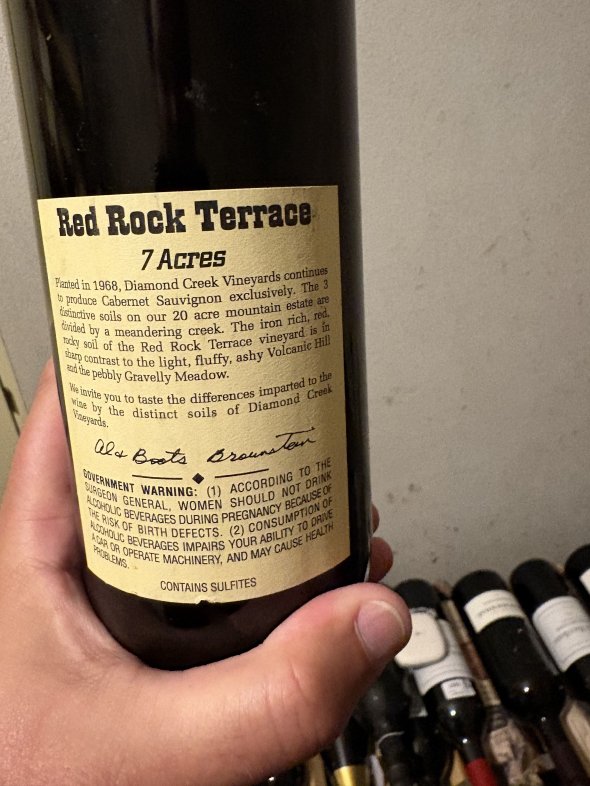 Red Rock Terrace
7 Acres
Planted in 1968, Diamond Creek Vineyards continues
to produce Cabernet Sauvignon exclusively. The 3
distinctive soils on our 20 acre mountain estate are
divided by a meandering creek. The iron rich, red,
rocky soil of the Red Rock Terrace vineyard is in
sharp contrast to the light, fluffy, ashy Volcanic Hill
and the pebbly Gravelly Meadow.
We invite you to taste the differences imparted to the
wine by the distinct soils of Diamond Creek
Vineyards.
Al & Boots Brounstein
GOVERNMENT WARNING: (1) ACCORDING TO THE
SURGEON GENERAL, WOMEN SHOULD NOT DRINK
ALCOHOLIC BEVERAGES DURING PREGNANCY BECAUSE OF
THE RISK OF BIRTH DEFECTS. (2) CONSUMPTION OF
ALCOHOLIC BEVERAGES IMPAIRS YOUR ABILITY TO DRIVE
A CAR OR OPERATE MACHINERY, AND MAY CAUSE HEALTH
PROBLEMS.
CONTAINS SULFITES